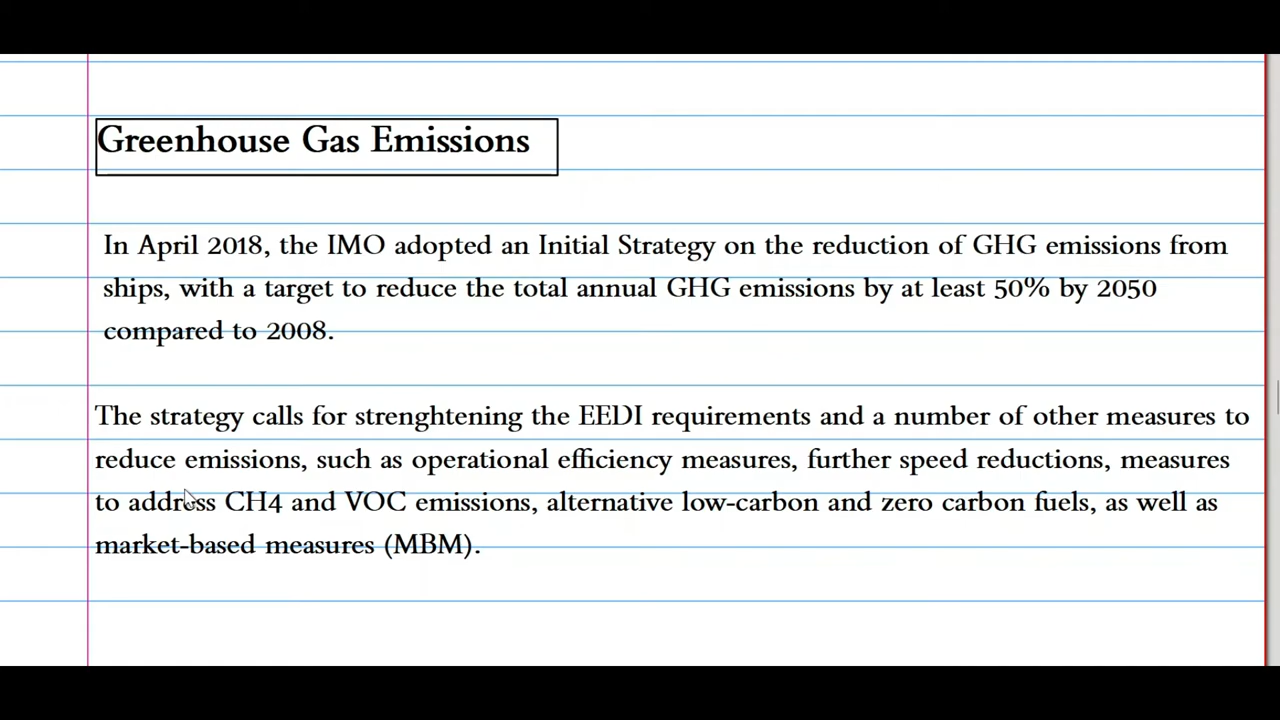 Greenhouse Gas Emissions
In April 2018, the IMO adopted an Initial Strategy on the reduction of GHG emissions from
ships, with a target to reduce the total annual GHG emissions by at least 50% by 2050
compared to 2008.
The strategy calls for strenghtening the EEDI requirements and a number of other measures to
reduce emissions, such as operational efficiency measures, further speed reductions, measures
to address CH4 and VOC emissions, alternative low-carbon and zero carbon fuels, as well as
market-based measures (MBM).